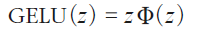 GELU(z) = zΦ(z)